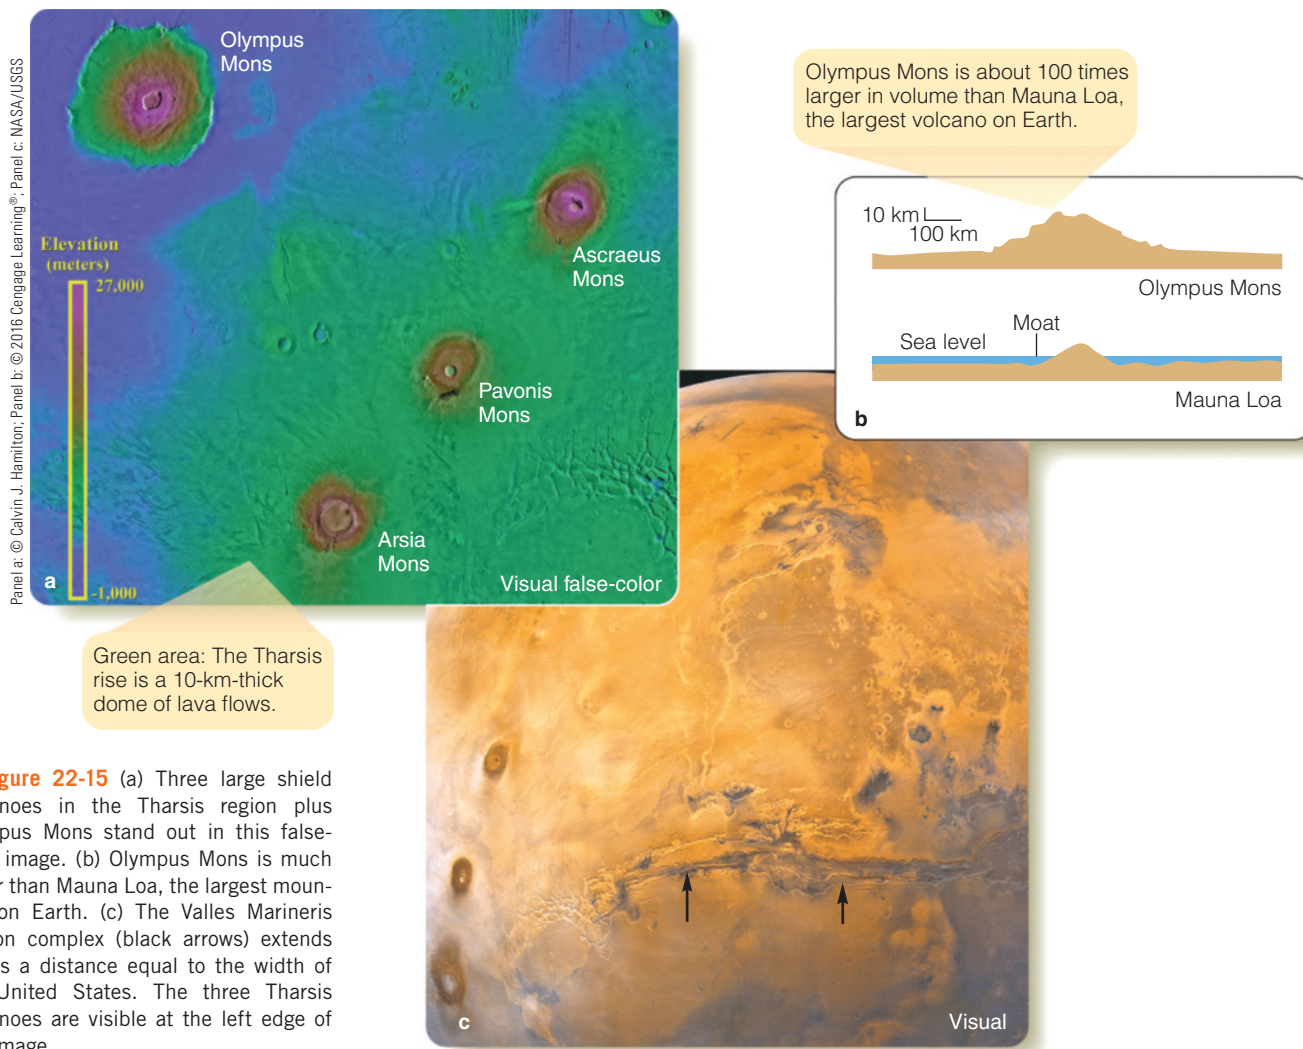 Panel a: © Calvin J. Hamilton; Panel b: © 2016 Cengage Learning®; Panel c: NASA/USGS
Olympus
Mons
Elevation
(meters)
27,000
-1,000
Ascraeus
Mons
Pavonis
Mons
Arsia
Mons
a
Visual false-color
Green area: The Tharsis
rise is a 10-km-thick
dome of lava flows.
Olympus Mons is about 100 times
larger in volume than Mauna Loa,
the largest volcano on Earth.
10 km
100 km
Olympus Mons
Moat
Sea level
Mauna Loa
b
c
Visual
gure 22-15 (a) Three large shield
noes in the Tharsis region plus
pus Mons stand out in this false-
image. (b) Olympus Mons is much
r than Mauna Loa, the largest moun-
on Earth. (c) The Valles Marineris
on complex (black arrows) extends
s a distance equal to the width of
United States. The three Tharsis
noes are visible at the left edge of
mage.